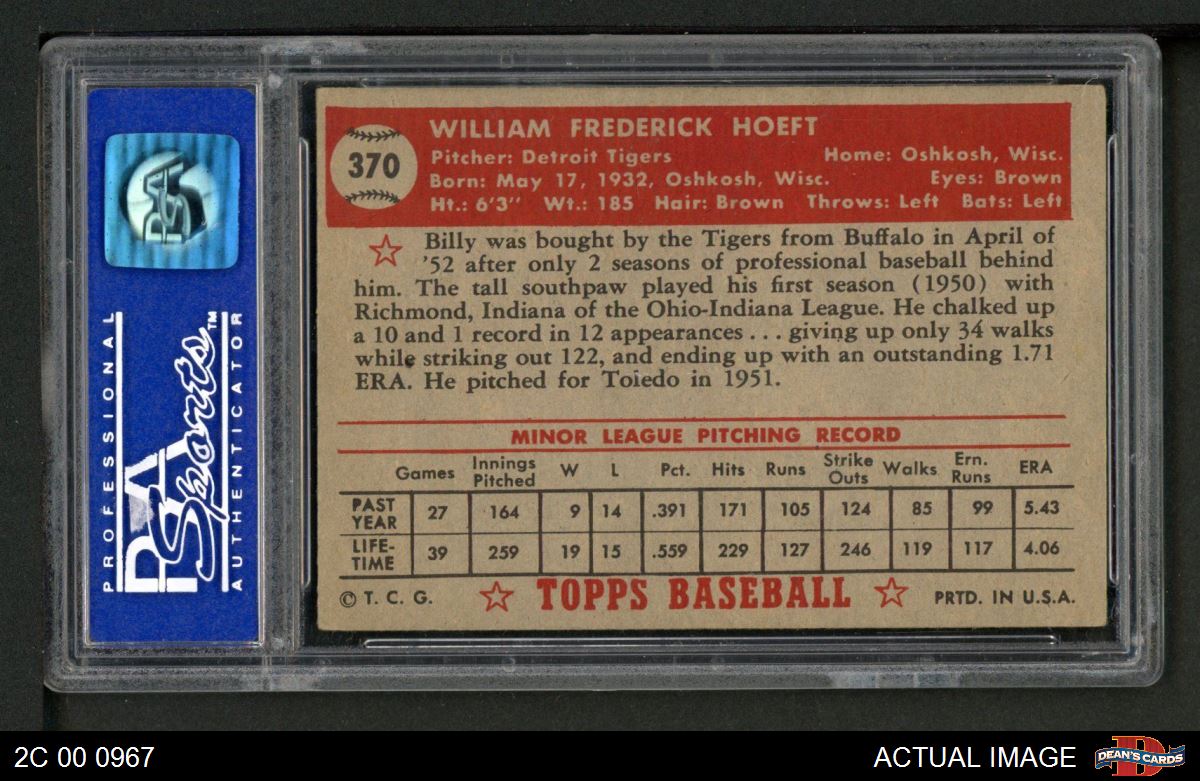 WILLIAM FREDERICK HOEFT
370
Pitcher: Detroit Tigers Home: Oshkosh, Wisc.
Born: May 17, 1932, Oshkosh, Wisc. Eyes: Brown
Ht.: 6'3" Wt.: 185 Hair: Brown Throws: Left Bats: Left
Billy was bought by the Tigers from Buffalo in April of
'52 after only 2 seasons of professional baseball behind
him. The tall southpaw played his first season (1950) with
Richmond, Indiana of the Ohio-Indiana League. He chalked up
a 10 and 1 record in 12 appearances . . . giving up only 34 walks
while striking out 122, and ending up with an outstanding 1.71
ERA. He pitched for Toledo in 1951.
MINOR LEAGUE PITCHING RECORD
Games Innings Pitched W L Pct. Hits Runs Strike Outs Walks Ern. Runs ERA
PAST YEAR 27 164 9 14 .391 171 105 124 85 99 5.43
LIFE-TIME 39 259 19 15 .559 229 127 246 119 117 4.06
© T. C. G. TOPPS BASEBALL PRTD. IN U.S.A.
PSA
PROFESSIONAL
PSA Sports™
AUTHENTICATOR
2C 00 0967 ACTUAL IMAGE D DEAN'S CARDS